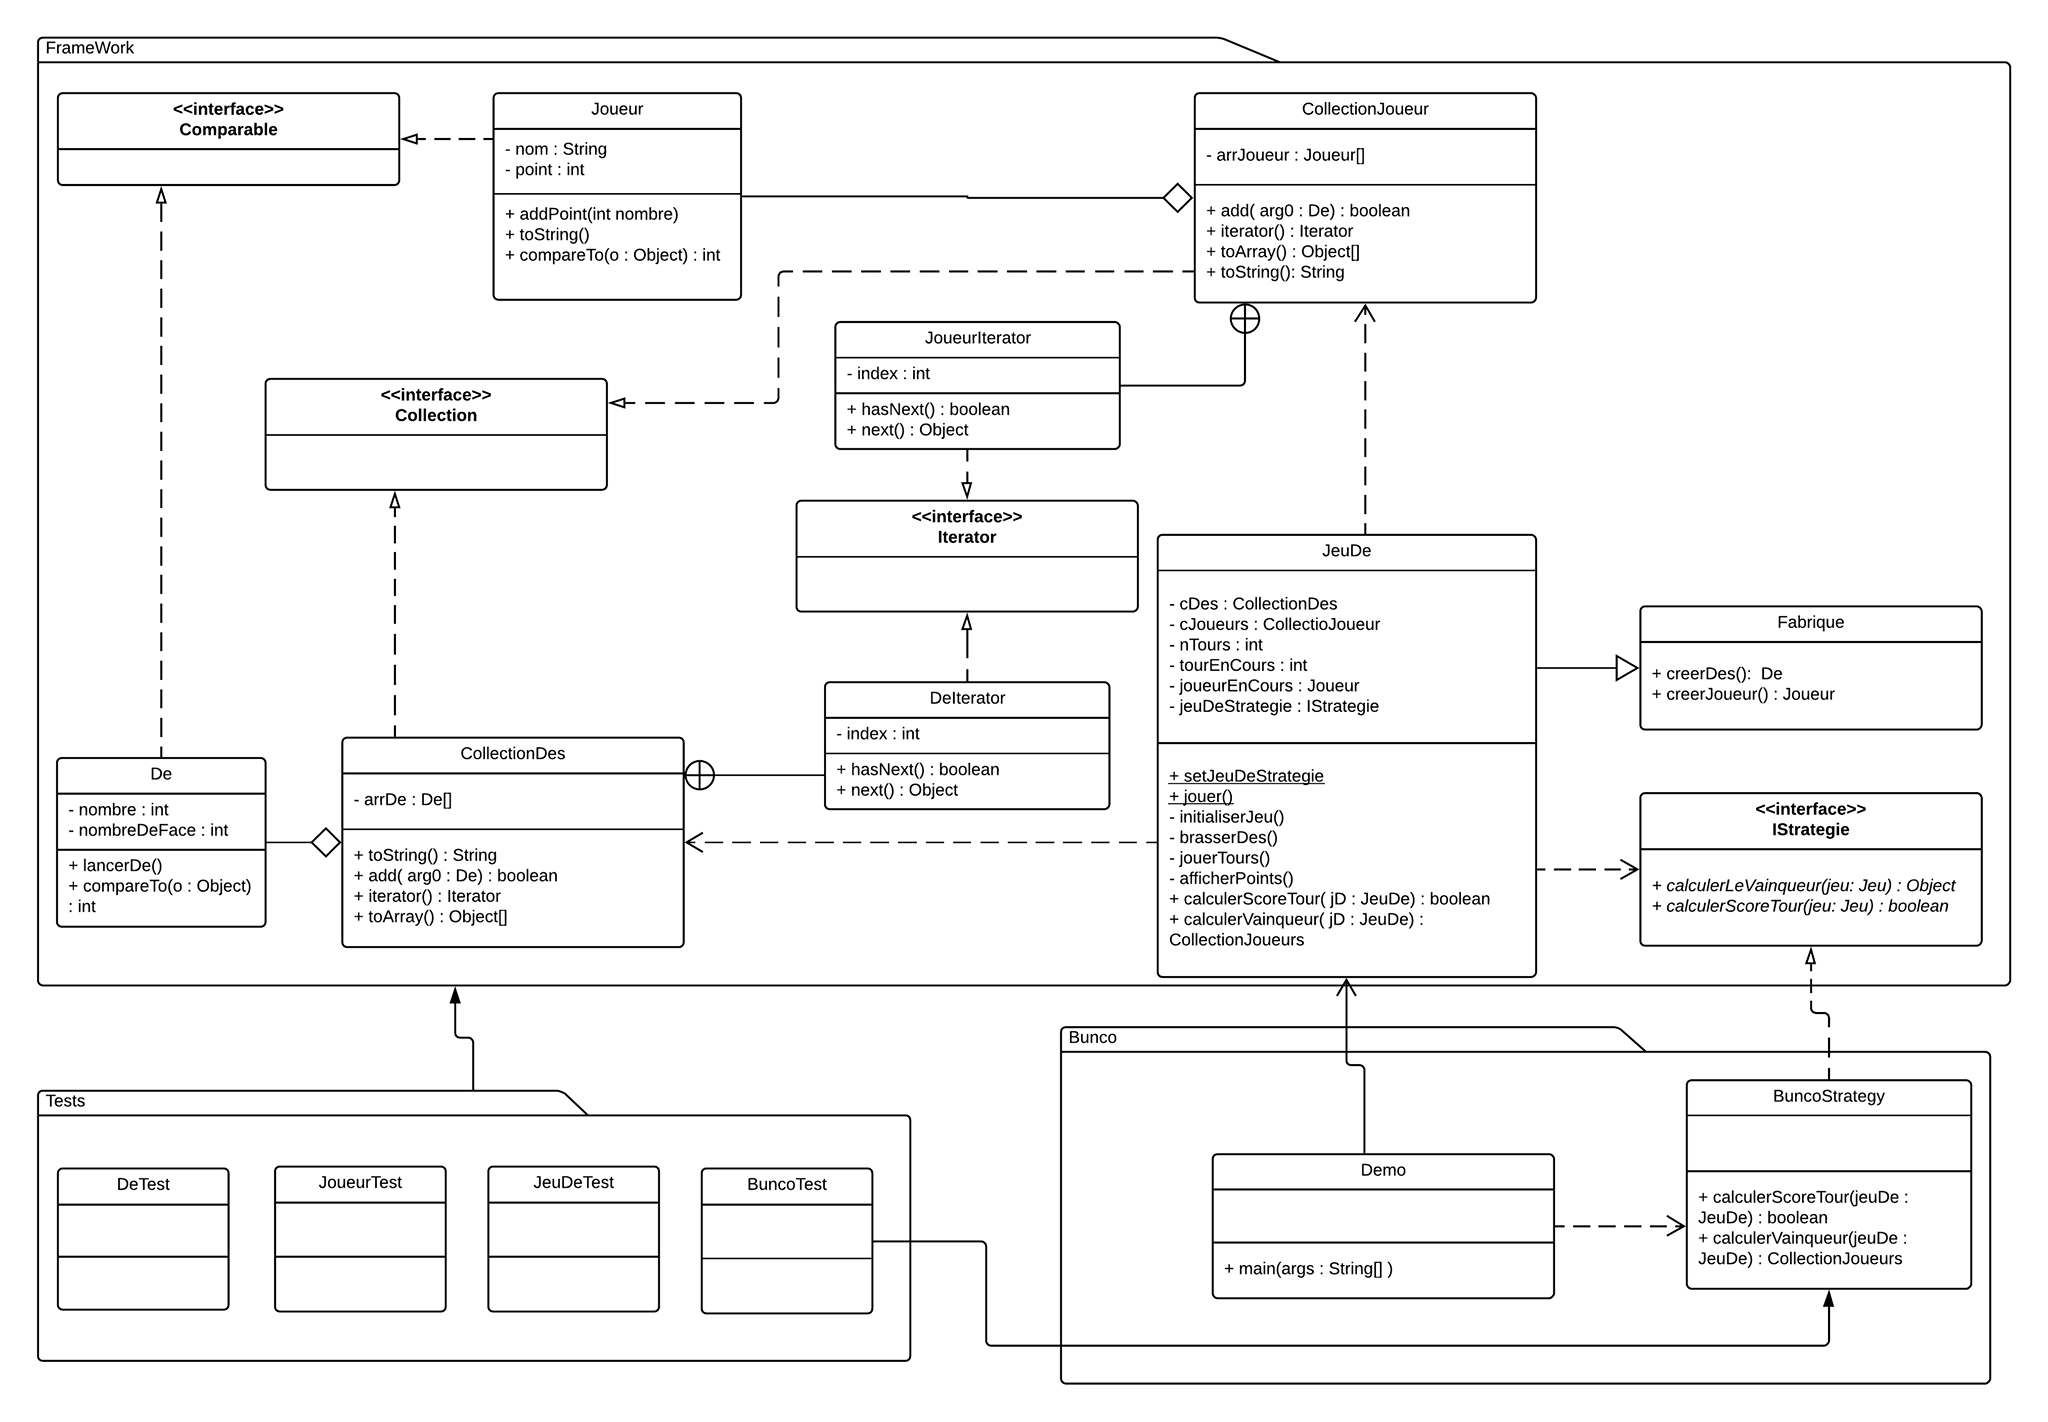 FrameWork
<<interface>>
Comparable
Joueur
- nom : String
- point : int
+ addPoint(int nombre)
+ toString()
+ compareTo(o : Object) : int
CollectionJoueur
- arrJoueur : Joueur[]
+ add( arg0 : De) : boolean
+ iterator() : Iterator
+ toArray() : Object[]
+ toString(): String
JoueurIterator
- index : int
+ hasNext() : boolean
+ next() : Object
<<interface>>
Collection
<<interface>>
Iterator
JeuDe
- cDes : CollectionDes
- cJoueurs : CollectioJoueur
- nTours : int
- tourEnCours : int
- joueurEnCours : Joueur
- jeuDeStrategie : IStrategie
+ setJeuDeStrategie
+ jouer()
- initialiserJeu()
- brasserDes()
- jouerTours()
- afficherPoints()
+ calculerScoreTour( jD : JeuDe) : boolean
+ calculerVainqueur( jD : JeuDe) :
CollectionJoueurs
Fabrique
+ creerDes():  De
+ creerJoueur() : Joueur
DeIterator
- index : int
+ hasNext() : boolean
+ next() : Object
De
- nombre : int
- nombreDeFace : int
+ lancerDe()
+ compareTo(o : Object)
: int
CollectionDes
- arrDe : De[]
+ toString() : String
+ add( arg0 : De) : boolean
+ iterator() : Iterator
+ toArray() : Object[]
<<interface>>
IStrategie
+ calculerLeVainqueur(jeu: Jeu) : Object
+ calculerScoreTour(jeu: Jeu) : boolean
Tests
DeTest
JoueurTest
JeuDeTest
BuncoTest
Bunco
Demo
+ main(args : String[] )
BuncoStrategy
+ calculerScoreTour(jeuDe :
JeuDe) : boolean
+ calculerVainqueur(jeuDe :
JeuDe) : CollectionJoueurs